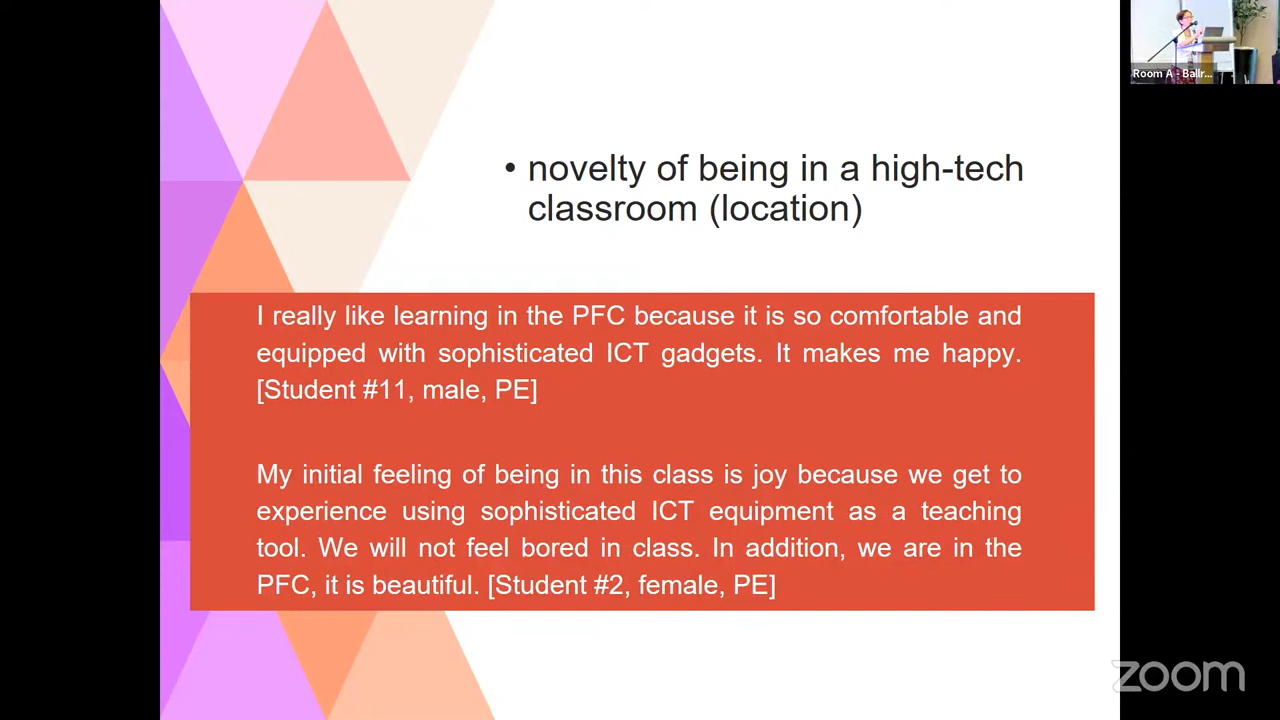 Room A - Ballr...
• novelty of being in a high-tech
classroom (location)
I really like learning in the PFC because it is so comfortable and
equipped with sophisticated ICT gadgets. It makes me happy.
[Student #11, male, PE]
My initial feeling of being in this class is joy because we get to
experience using sophisticated ICT equipment as a teaching
tool. We will not feel bored in class. In addition, we are in the
PFC, it is beautiful. [Student #2, female, PE]
zoom